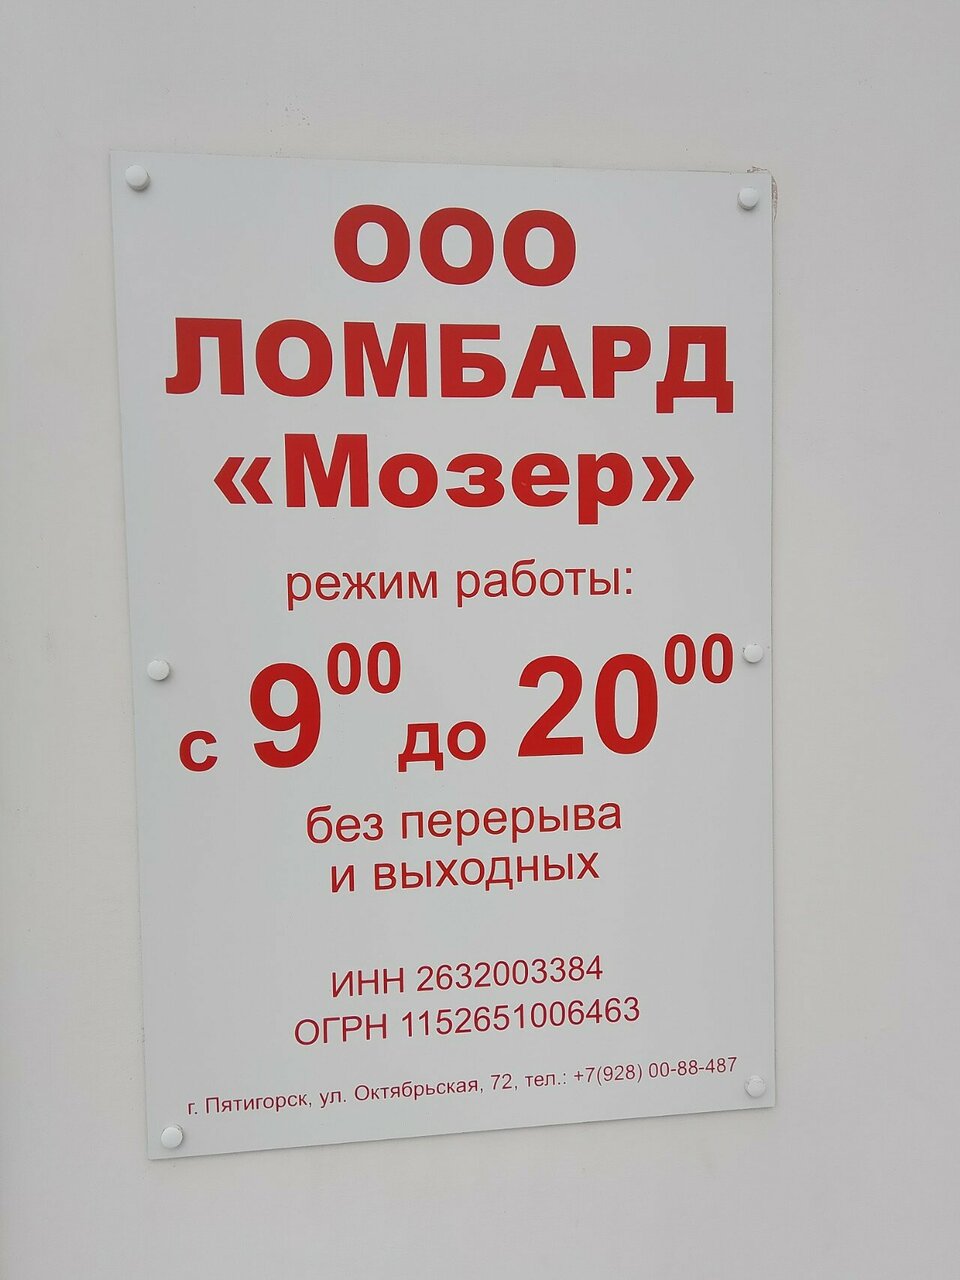 ООО
ЛОМБАРД
«Мозер»
режим работы:
с 9⁰⁰ до 20⁰⁰
без перерыва
и выходных
ИНН 2632003384
ОГРН 1152651006463
г. Пятигорск, ул. Октябрьская, 72, тел.: +7(928) 00-88-487